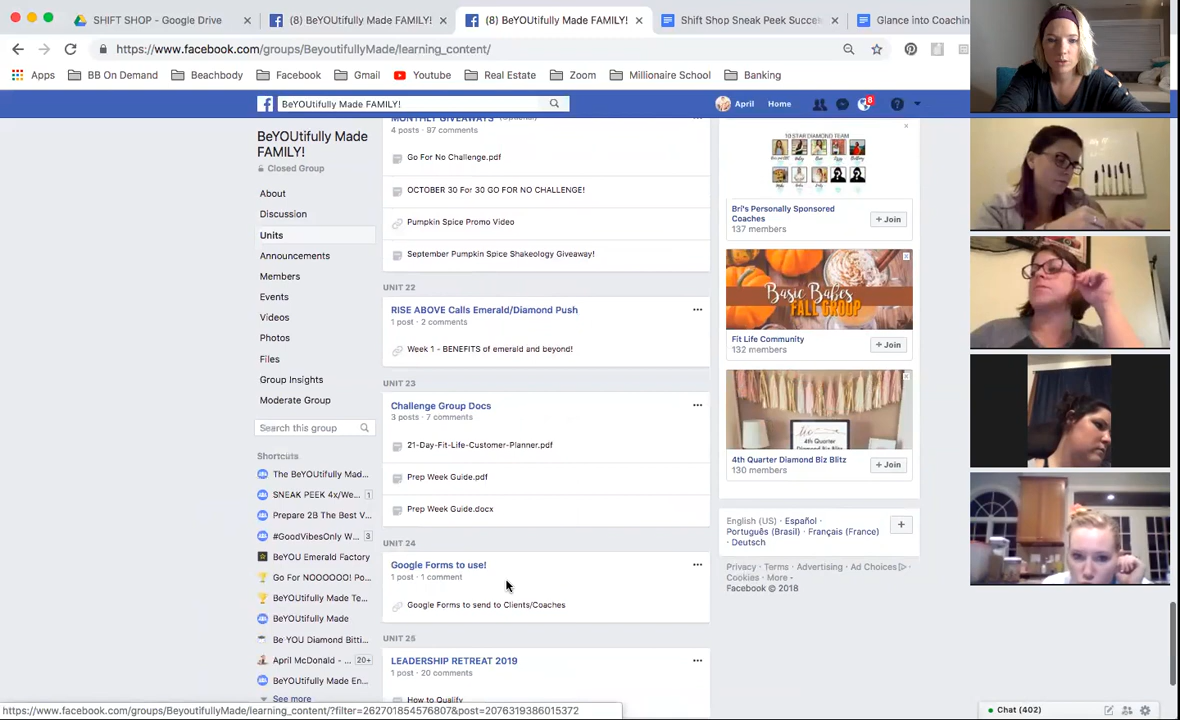 SHIFT SHOP - Google Drive
(8) BeYOUtifully Made FAMILY!
(8) BeYOUtifully Made FAMILY!
Shift Shop Sneak Peek Succe
Glance into Coachin
https://www.facebook.com/groups/BeyoutifullyMade/learning_content/
Apps
BB On Demand
Beachbody
Facebook
Gmail
Youtube
Real Estate
Zoom
Millionaire School
Banking
BeYOUtifully Made FAMILY!
April
Home
8
BeYOUtifully Made
FAMILY!
Closed Group
About
Discussion
Units
Announcements
Members
Events
Videos
Photos
Files
Group Insights
Moderate Group
Search this group
Shortcuts
The BeYOUtifully Mad...
SNEAK PEEK 4x/We... 1
Prepare 2B The Best V...
#GoodVibesOnly W... 3
BeYOU Emerald Factory
Go For NOOOOOO! Po...
BeYOUtifully Made Te...
BeYOUtifully Made
Be YOU Diamond Bitti...
April McDonald - ... 20+
BeYOUtifully Made En...
See more
MONTHLY GIVEAWAYS
4 posts · 87 comments
Go For No Challenge.pdf
OCTOBER 30 For 30 GO FOR NO CHALLENGE!
Pumpkin Spice Promo Video
September Pumpkin Spice Shakeology Giveaway!
UNIT 22
RISE ABOVE Calls Emerald/Diamond Push
1 post · 2 comments
Week 1 - BENEFITS of emerald and beyond!
UNIT 23
Challenge Group Docs
3 posts · 7 comments
21-Day-Fit-Life-Customer-Planner.pdf
Prep Week Guide.pdf
Prep Week Guide.docx
UNIT 24
Google Forms to use!
1 post · 1 comment
Google Forms to send to Clients/Coaches
UNIT 25
LEADERSHIP RETREAT 2019
1 post · 20 comments
How to Qualify
10 STAR DIAMOND TEAM
Bri's Personally Sponsored
Coaches
137 members
+ Join
Basic Babes
FALL GROUP
Fit Life Community
132 members
+ Join
4th Quarter
4th Quarter Diamond Biz Blitz
130 members
+ Join
English (US) · Español ·
Português (Brasil) · Français (France) ·
Deutsch
+
Privacy · Terms · Advertising · Ad Choices
Cookies · More ·
Facebook © 2018
https://www.facebook.com/groups/BeyoutifullyMade/learning_content/?filter=262701854576807&post=2076319386015372
Chat (402)